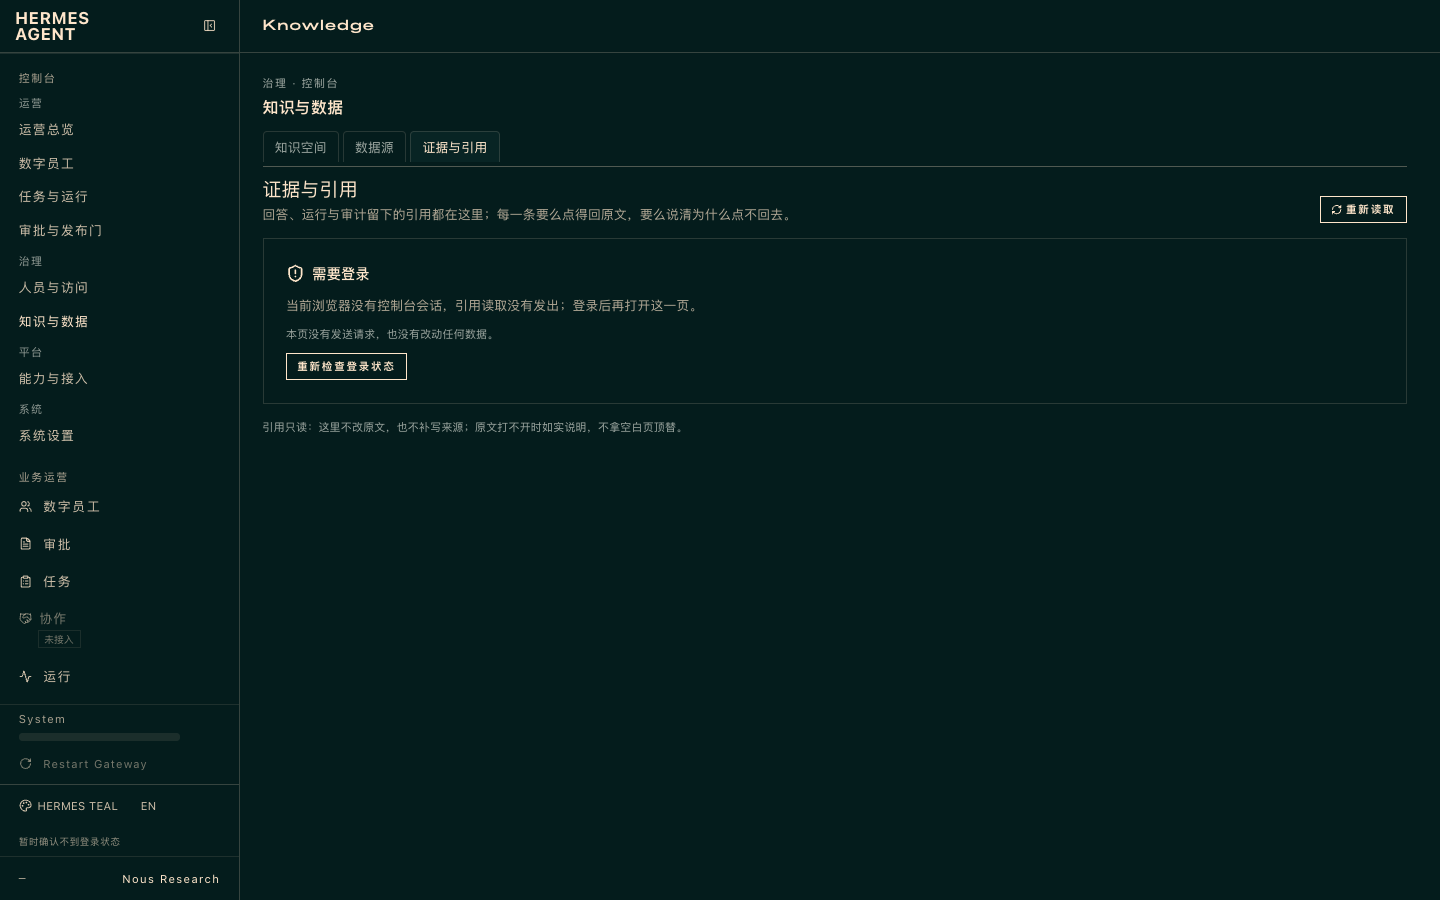 HERMES
AGENT
控制台
运营
运营总览
数字员工
任务与运行
审批与发布门
治理
人员与访问
知识与数据
平台
能力与接入
系统
系统设置
业务运营
数字员工
审批
任务
协作
未接入
运行
System
Restart Gateway
HERMES TEAL EN
暂时确认不到登录状态
– Nous Research
Knowledge
治理 · 控制台
知识与数据
知识空间 数据源 证据与引用
证据与引用
回答、运行与审计留下的引用都在这里；每一条要么点得回原文，要么说清为什么点不回去。
重新读取
需要登录
当前浏览器没有控制台会话，引用读取没有发出；登录后再打开这一页。
本页没有发送请求，也没有改动任何数据。
重新检查登录状态
引用只读：这里不改原文，也不补写来源；原文打不开时如实说明，不拿空白页顶替。